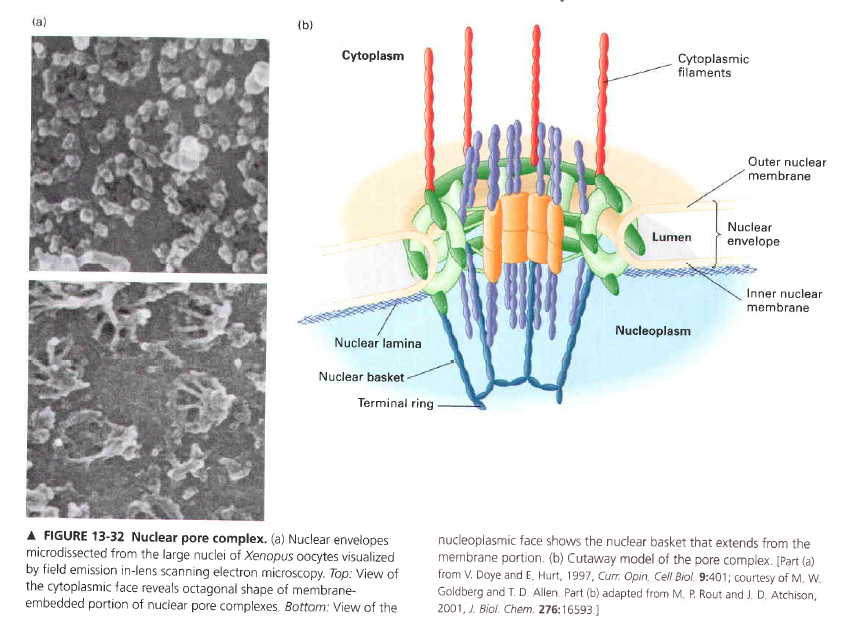 (a)
(b)
Cytoplasm
Cytoplasmic
filaments
Outer nuclear
membrane
Nuclear
envelope
Lumen
Inner nuclear
membrane
Nucleoplasm
Nuclear lamina
Nuclear basket
Terminal ring
▲ FIGURE 13-32 Nuclear pore complex. (a) Nuclear envelopes
microdissected from the large nuclei of Xenopus oocytes visualized
by field emission in-lens scanning electron microscopy. Top: View of
the cytoplasmic face reveals octagonal shape of membrane-
embedded portion of nuclear pore complexes. Bottom: View of the
nucleoplasmic face shows the nuclear basket that extends from the
membrane portion. (b) Cutaway model of the pore complex. [Part (a)
from V. Doye and E. Hurt, 1997, Curr. Opin. Cell Biol. 9:401; courtesy of M. W.
Goldberg and T. D. Allen. Part (b) adapted from M. P. Rout and J. D. Atchison,
2001, J. Biol. Chem. 276:16593.]